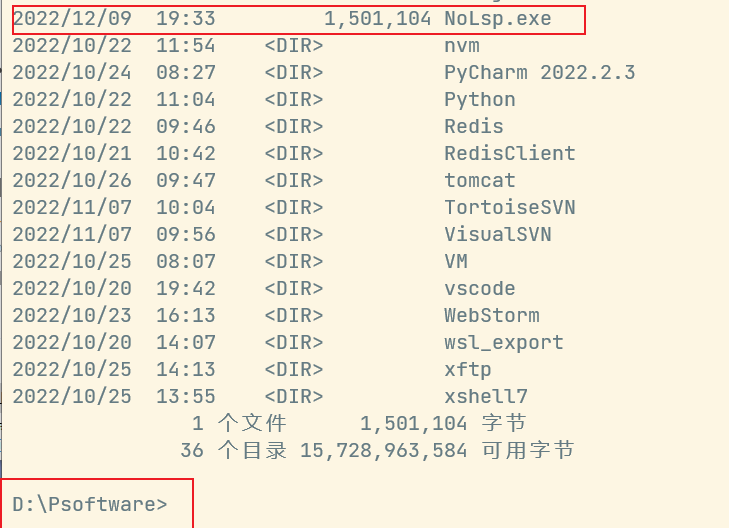 2022/12/09  19:33         1,501,104 NoLsp.exe
2022/10/22  11:54    <DIR>          nvm
2022/10/24  08:27    <DIR>          PyCharm 2022.2.3
2022/10/22  11:04    <DIR>          Python
2022/10/22  09:46    <DIR>          Redis
2022/10/21  10:42    <DIR>          RedisClient
2022/10/26  09:47    <DIR>          tomcat
2022/11/07  10:04    <DIR>          TortoiseSVN
2022/11/07  09:56    <DIR>          VisualSVN
2022/10/25  08:07    <DIR>          VM
2022/10/20  19:42    <DIR>          vscode
2022/10/23  16:13    <DIR>          WebStorm
2022/10/20  14:07    <DIR>          wsl_export
2022/10/25  14:13    <DIR>          xftp
2022/10/25  13:55    <DIR>          xshell7
               1 个文件      1,501,104 字节
              36 个目录 15,728,963,584 可用字节
D:\Psoftware>